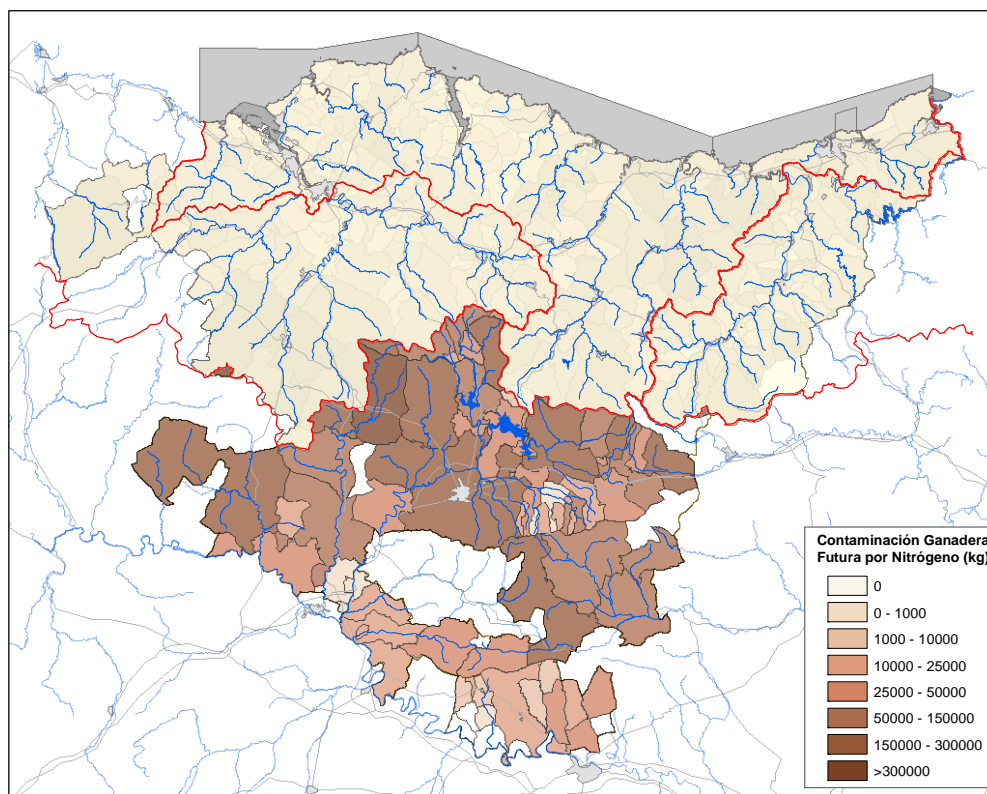 Contaminación Ganadera
Futura por Nitrógeno (kg)
0
0 - 1000
1000 - 10000
10000 - 25000
25000 - 50000
50000 - 150000
150000 - 300000
>300000